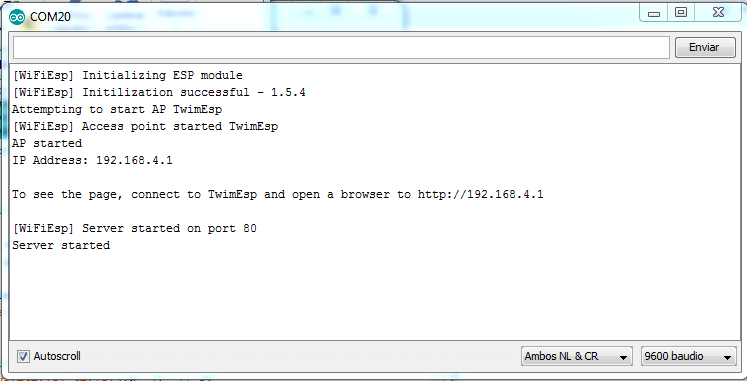 COM20
Enviar
[WiFiEsp] Initializing ESP module
[WiFiEsp] Initilization successful - 1.5.4
Attempting to start AP TwimEsp
[WiFiEsp] Access point started TwimEsp
AP started
IP Address: 192.168.4.1
To see the page, connect to TwimEsp and open a browser to http://192.168.4.1
[WiFiEsp] Server started on port 80
Server started
Autoscroll
Ambos NL & CR
9600 baudio